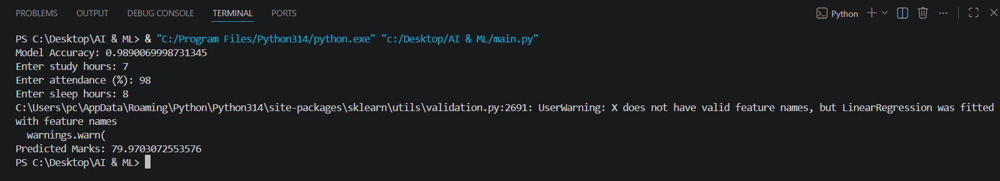 PROBLEMS OUTPUT DEBUG CONSOLE TERMINAL PORTS Python
PS C:\Desktop\AI & ML> & "C:/Program Files/Python314/python.exe" "c:/Desktop/AI & ML/main.py"
Model Accuracy: 0.9890069998731345
Enter study hours: 7
Enter attendance (%): 98
Enter sleep hours: 8
C:\Users\pc\AppData\Roaming\Python\Python314\site-packages\sklearn\utils\validation.py:2691: UserWarning: X does not have valid feature names, but LinearRegression was fitted
with feature names
  warnings.warn(
Predicted Marks: 79.9703072553576
PS C:\Desktop\AI & ML>